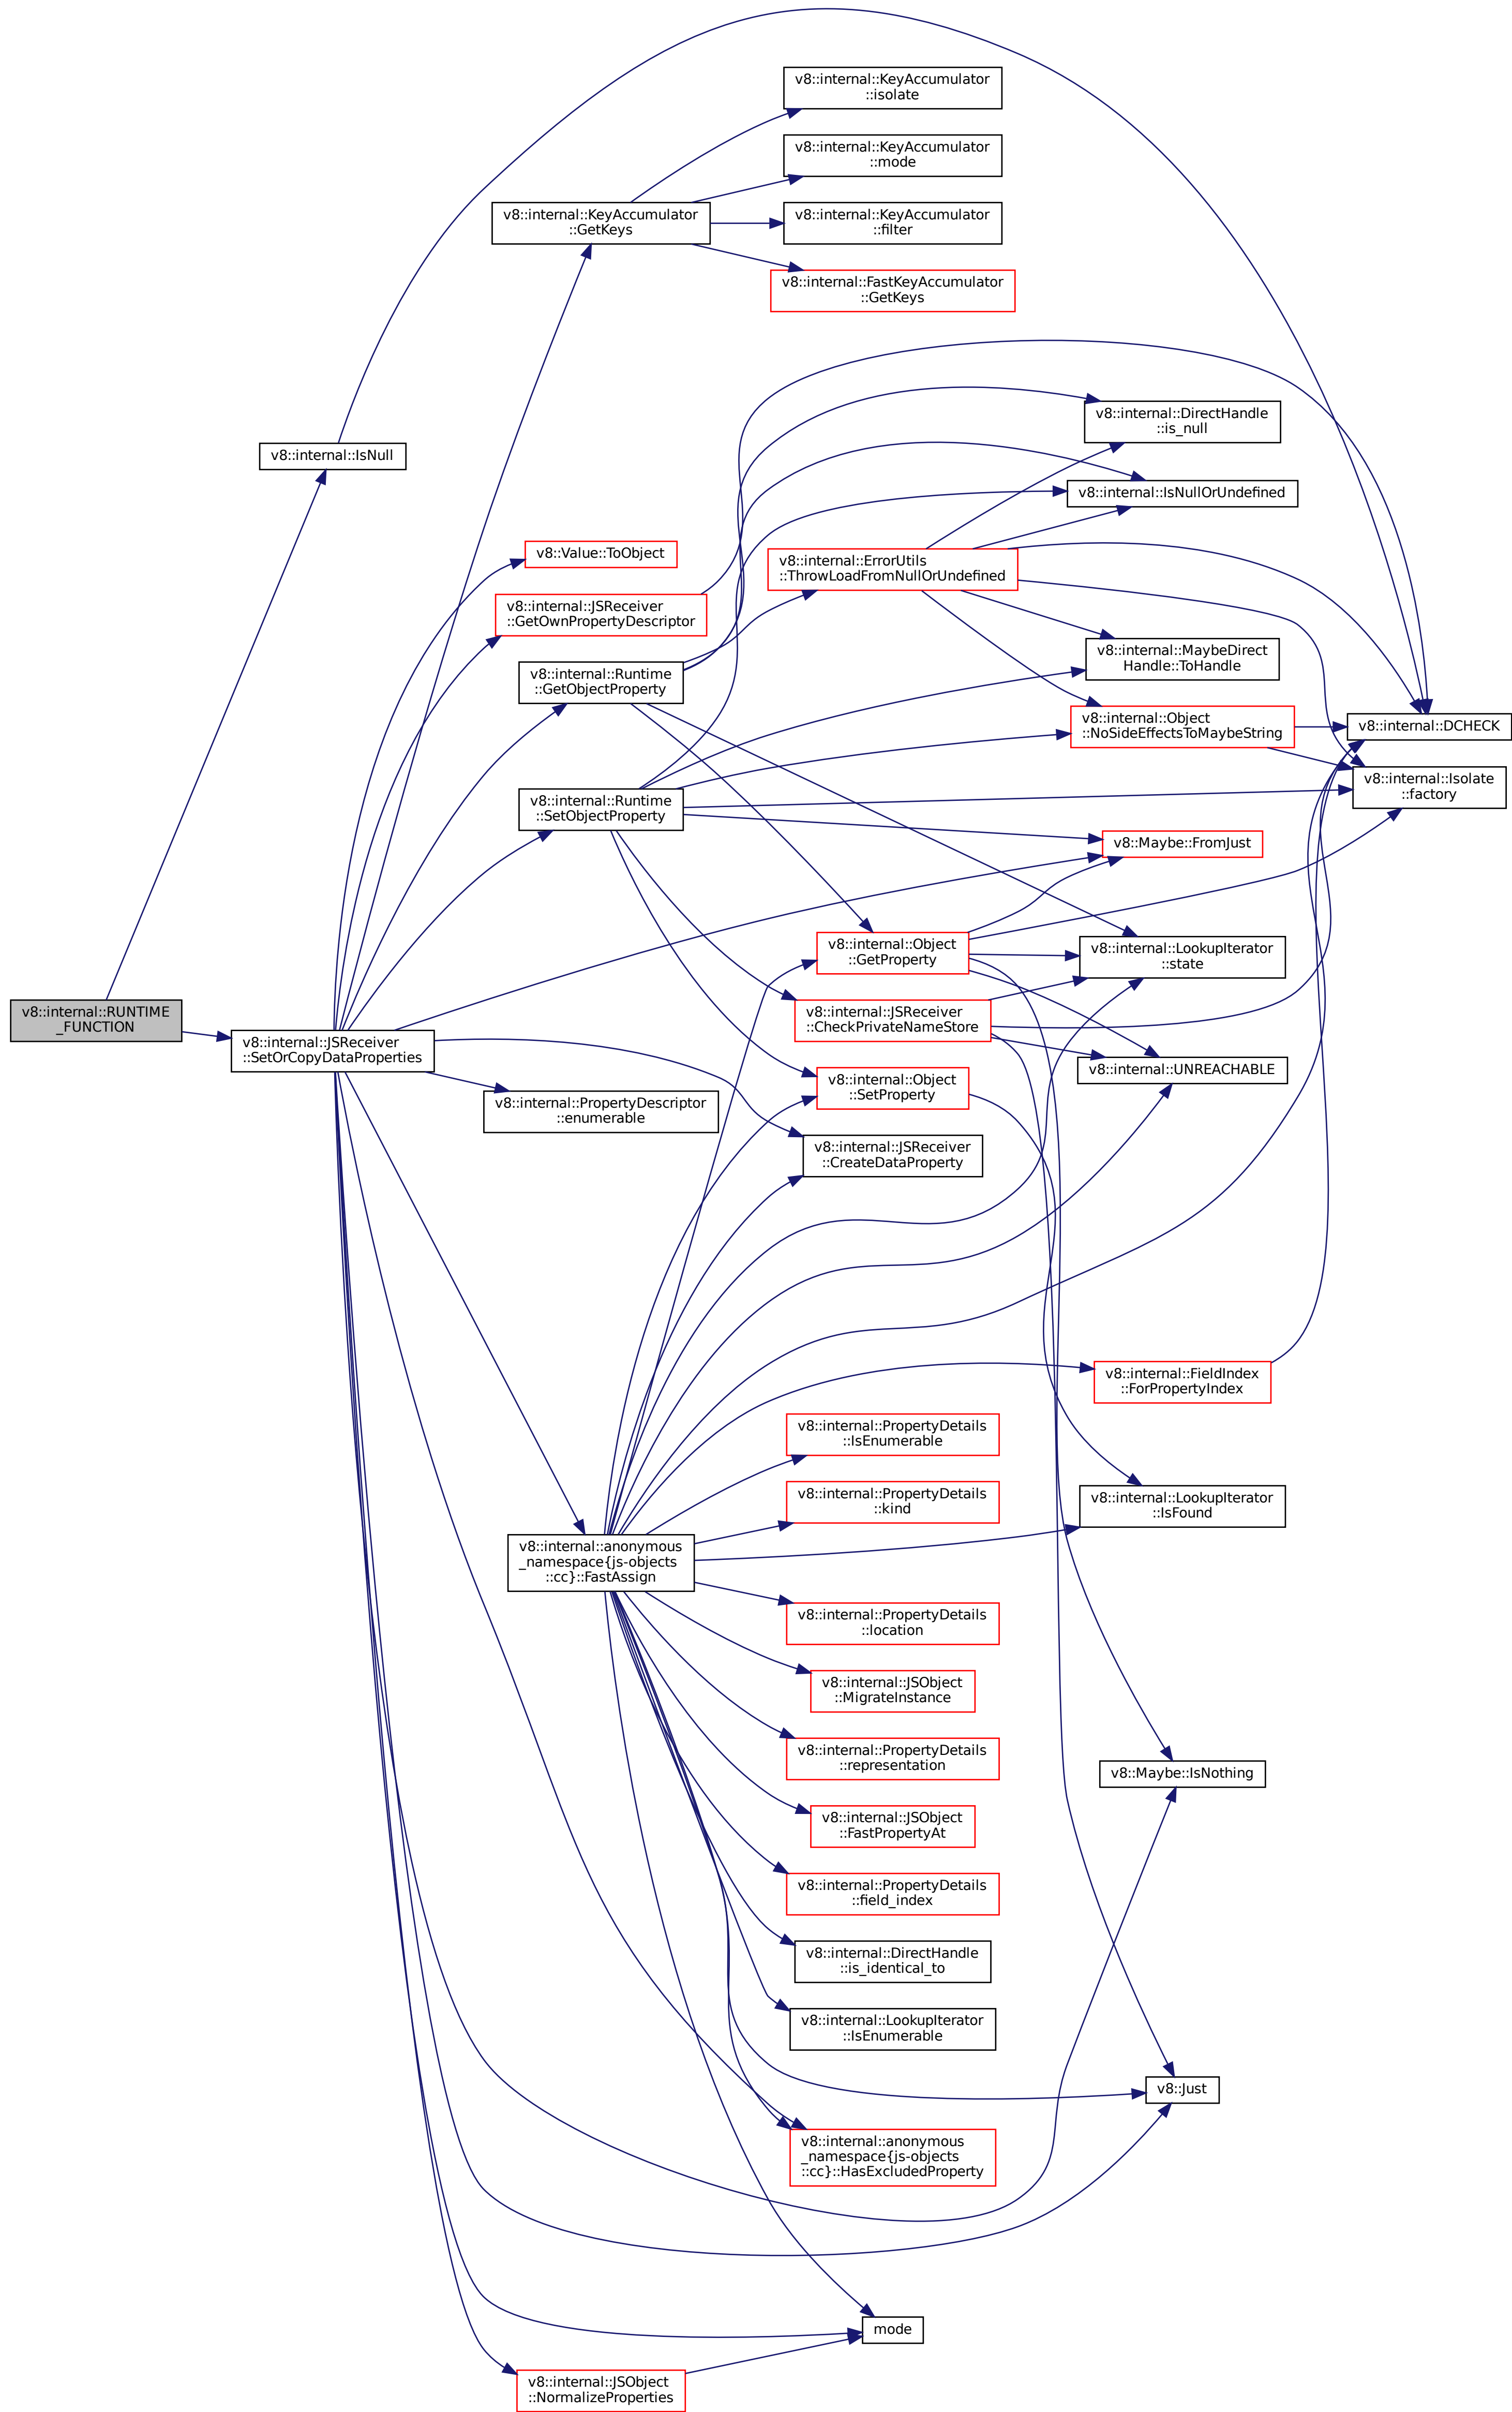 v8::internal::KeyAccumulator
::isolate
v8::internal::KeyAccumulator
::mode
v8::internal::KeyAccumulator
::GetKeys
v8::internal::KeyAccumulator
::filter
v8::internal::FastKeyAccumulator
::GetKeys
v8::internal::DirectHandle
::is_null
v8::internal::IsNull
v8::internal::IsNullOrUndefined
v8::Value::ToObject
v8::internal::ErrorUtils
::ThrowLoadFromNullOrUndefined
v8::internal::JSReceiver
::GetOwnPropertyDescriptor
v8::internal::MaybeDirect
Handle::ToHandle
v8::internal::Runtime
::GetObjectProperty
v8::internal::Object
::NoSideEffectsToMaybeString
v8::internal::DCHECK
v8::internal::Isolate
::factory
v8::internal::Runtime
::SetObjectProperty
v8::Maybe::FromJust
v8::internal::Object
::GetProperty
v8::internal::LookupIterator
::state
v8::internal::RUNTIME
_FUNCTION
v8::internal::JSReceiver
::CheckPrivateNameStore
v8::internal::JSReceiver
::SetOrCopyDataProperties
v8::internal::UNREACHABLE
v8::internal::Object
::SetProperty
v8::internal::PropertyDescriptor
::enumerable
v8::internal::JSReceiver
::CreateDataProperty
v8::internal::FieldIndex
::ForPropertyIndex
v8::internal::PropertyDetails
::IsEnumerable
v8::internal::PropertyDetails
::kind
v8::internal::LookupIterator
::IsFound
v8::internal::anonymous
_namespace{js-objects
::cc}::FastAssign
v8::internal::PropertyDetails
::location
v8::internal::JSObject
::MigrateInstance
v8::internal::PropertyDetails
::representation
v8::Maybe::IsNothing
v8::internal::JSObject
::FastPropertyAt
v8::internal::PropertyDetails
::field_index
v8::internal::DirectHandle
::is_identical_to
v8::internal::LookupIterator
::IsEnumerable
v8::Just
v8::internal::anonymous
_namespace{js-objects
::cc}::HasExcludedProperty
mode
v8::internal::JSObject
::NormalizeProperties